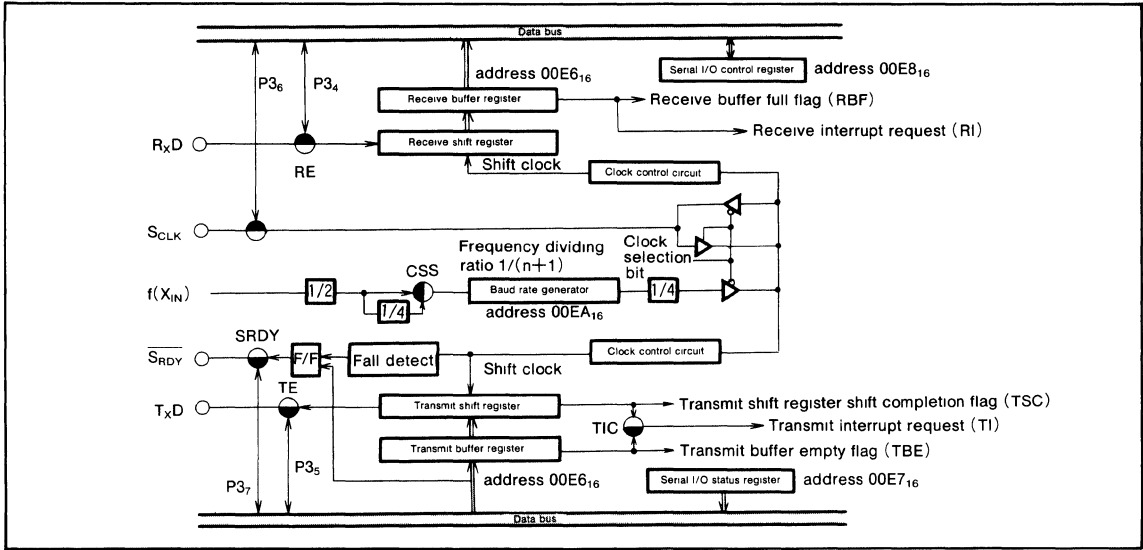 Data bus
P3₆
P3₄
address 00E6₁₆
Serial I/O control register
address 00E8₁₆
Receive buffer register
Receive buffer full flag (RBF)
Receive interrupt request (RI)
RxD
RE
Receive shift register
Shift clock
Clock control circuit
SCLK
Frequency dividing
ratio 1/(n+1)
Clock
selection
bit
CSS
f(XIN)
1/2
1/4
Baud rate generator
1/4
address 00EA₁₆
SRDY
S̅R̅D̅Y̅
F/F
Fall detect
Clock control circuit
Shift clock
TE
TxD
Transmit shift register
Transmit shift register shift completion flag (TSC)
TIC
Transmit interrupt request (TI)
Transmit buffer register
Transmit buffer empty flag (TBE)
P3₇
P3₅
address 00E6₁₆
Serial I/O status register
address 00E7₁₆
Data bus